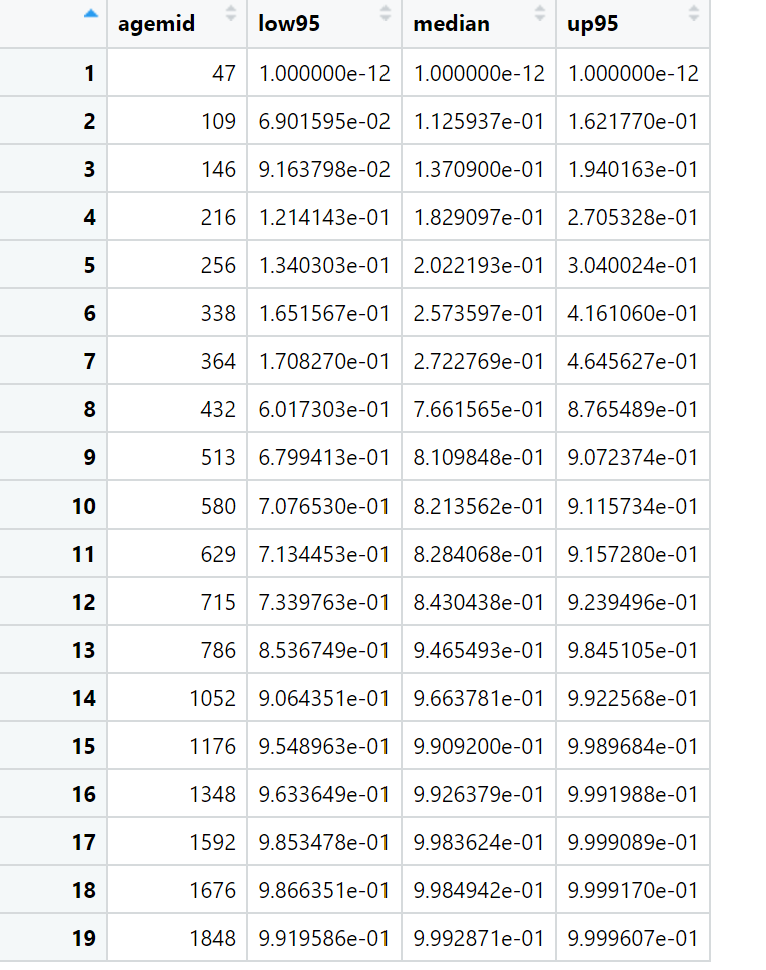 agemid low95 median up95
1 47 1.000000e-12 1.000000e-12 1.000000e-12
2 109 6.901595e-02 1.125937e-01 1.621770e-01
3 146 9.163798e-02 1.370900e-01 1.940163e-01
4 216 1.214143e-01 1.829097e-01 2.705328e-01
5 256 1.340303e-01 2.022193e-01 3.040024e-01
6 338 1.651567e-01 2.573597e-01 4.161060e-01
7 364 1.708270e-01 2.722769e-01 4.645627e-01
8 432 6.017303e-01 7.661565e-01 8.765489e-01
9 513 6.799413e-01 8.109848e-01 9.072374e-01
10 580 7.076530e-01 8.213562e-01 9.115734e-01
11 629 7.134453e-01 8.284068e-01 9.157280e-01
12 715 7.339763e-01 8.430438e-01 9.239496e-01
13 786 8.536749e-01 9.465493e-01 9.845105e-01
14 1052 9.064351e-01 9.663781e-01 9.922568e-01
15 1176 9.548963e-01 9.909200e-01 9.989684e-01
16 1348 9.633649e-01 9.926379e-01 9.991988e-01
17 1592 9.853478e-01 9.983624e-01 9.999089e-01
18 1676 9.866351e-01 9.984942e-01 9.999170e-01
19 1848 9.919586e-01 9.992871e-01 9.999607e-01